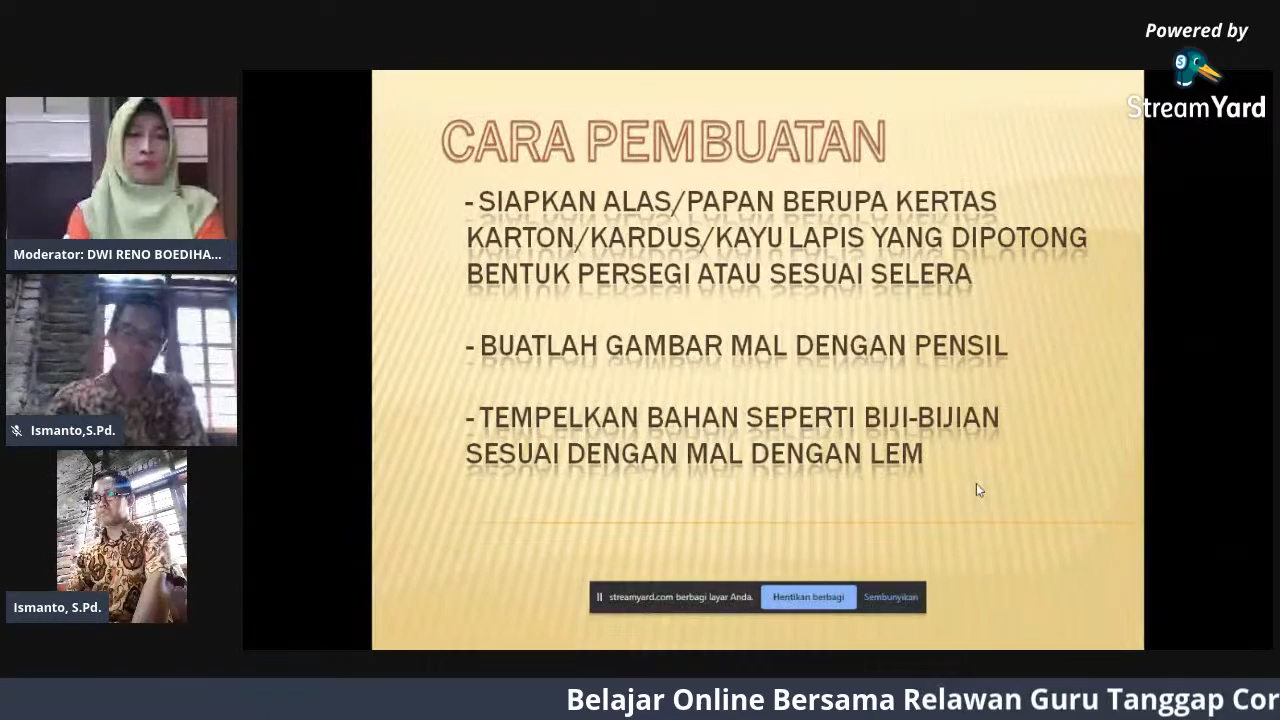 Powered by
StreamYard
CARA PEMBUATAN
- SIAPKAN ALAS/PAPAN BERUPA KERTAS
KARTON/KARDUS/KAYU LAPIS YANG DIPOTONG
BENTUK PERSEGI ATAU SESUAI SELERA
- BUATLAH GAMBAR MAL DENGAN PENSIL
- TEMPELKAN BAHAN SEPERTI BIJI-BIJIAN
SESUAI DENGAN MAL DENGAN LEM
Moderator: DWI RENO BOEDIHA...
Ismanto,S.Pd.
Ismanto, S.Pd.
streamyard.com berbagi layar Anda. Hentikan berbagi Sembunyikan
Belajar Online Bersama Relawan Guru Tanggap Cor